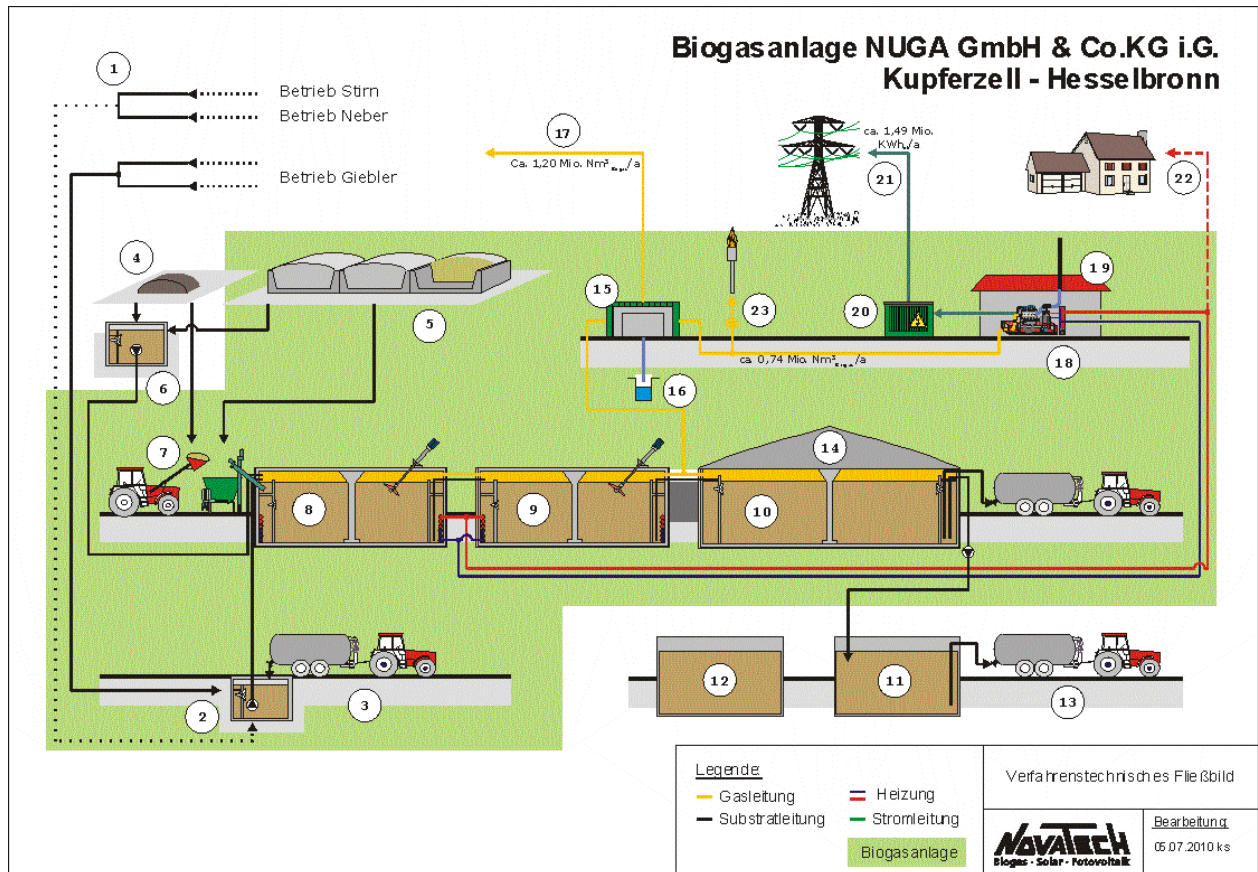 Biogasanlage NUGA GmbH & Co.KG i.G.
Kupferzell - Hesselbronn
1
Betrieb Stirn
Betrieb Neber
Betrieb Giebler
17
Ca. 1,20 Mio. Nm³ /a
ca. 1,49 Mio.
KWh /a
21
22
4
5
6
15
16
23
20
19
18
ca. 0,74 Mio. Nm³ /a
7
8
9
10
14
2
3
12
11
13
Legende:
Gasleitung
Heizung
Substratleitung
Stromleitung
Biogasanlage
Verfahrenstechnisches Fließbild
NOVATECH
Biogas - Solar - Fotovoltaik
Bearbeitung:
05.07.2010 ks